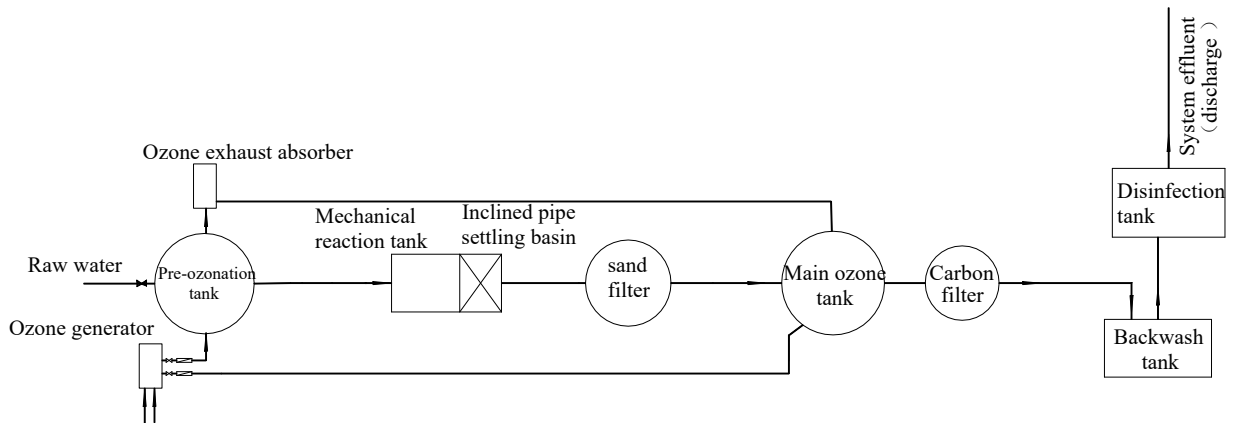 System effluent
(discharge)
Ozone exhaust absorber
Mechanical
reaction tank
Inclined pipe
settling basin
Disinfection
tank
Raw water
Pre-ozonation
tank
sand
filter
Main ozone
tank
Carbon
filter
Ozone generator
Backwash
tank